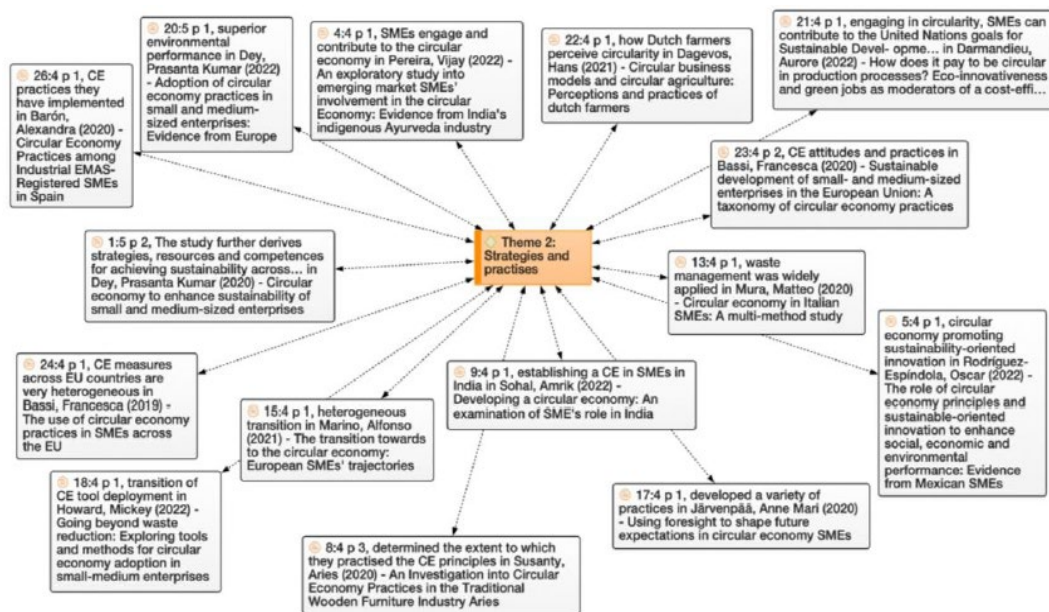 26:4 p 1, CE
practices they
have implemented
in Barón,
Alexandra (2020) -
Circular Economy
Practices among
Industrial EMAS-
Registered SMEs
in Spain
20:5 p 1, superior
environmental
performance in Dey,
Prasanta Kumar (2022)
- Adoption of circular
economy practices in
small and medium-
sized enterprises:
Evidence from Europe
4:4 p 1, SMEs engage and
contribute to the circular
economy in Pereira, Vijay (2022) -
An exploratory study into
emerging market SMEs'
involvement in the circular
Economy: Evidence from India's
indigenous Ayurveda industry
22:4 p 1, how Dutch farmers
perceive circularity in Dagevos,
Hans (2021) - Circular business
models and circular agriculture:
Perceptions and practices of
dutch farmers
21:4 p 1, engaging in circularity, SMEs can
contribute to the United Nations goals for
Sustainable Devel- opme... in Darmandieu,
Aurore (2022) - How does it pay to be circular
in production processes? Eco-innovativeness
and green jobs as moderators of a cost-effi...
23:4 p 2, CE attitudes and practices in
Bassi, Francesca (2020) - Sustainable
development of small- and medium-sized
enterprises in the European Union: A
taxonomy of circular economy practices
Theme 2:
Strategies and
practises
1:5 p 2, The study further derives
strategies, resources and competences
for achieving sustainability across... in
Dey, Prasanta Kumar (2020) - Circular
economy to enhance sustainability of
small and medium-sized enterprises
13:4 p 1, waste
management was widely
applied in Mura, Matteo (2020)
- Circular economy in Italian
SMEs: A multi-method study
5:4 p 1, circular
economy promoting
sustainability-oriented
innovation in Rodríguez-
Espíndola, Oscar (2022) -
The role of circular
economy principles and
sustainable-oriented
innovation to enhance
social, economic and
environmental
performance: Evidence
from Mexican SMEs
24:4 p 1, CE measures
across EU countries are
very heterogeneous in
Bassi, Francesca (2019) -
The use of circular economy
practices in SMEs across
the EU
15:4 p 1, heterogeneous
transition in Marino, Alfonso
(2021) - The transition towards
to the circular economy:
European SMEs' trajectories
9:4 p 1, establishing a CE in SMEs in
India in Sohal, Amrik (2022) -
Developing a circular economy: An
examination of SME's role in India
18:4 p 1, transition of
CE tool deployment in
Howard, Mickey (2022) -
Going beyond waste
reduction: Exploring tools
and methods for circular
economy adoption in
small-medium enterprises
8:4 p 3, determined the extent to which
they practised the CE principles in Susanty,
Aries (2020) - An Investigation into Circular
Economy Practices in the Traditional
Wooden Furniture Industry Aries
17:4 p 1, developed a variety of
practices in Järvenpää, Anne Mari (2020)
- Using foresight to shape future
expectations in circular economy SMEs